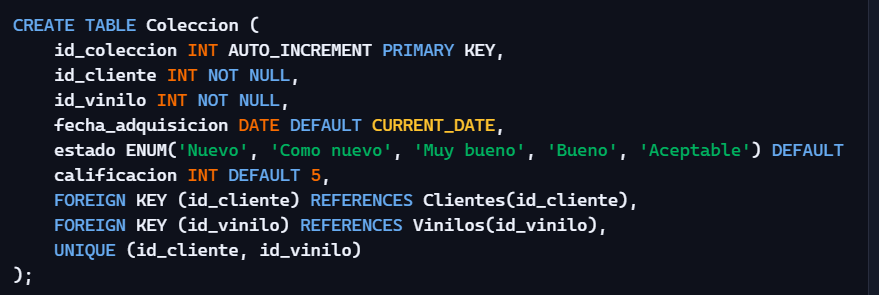 CREATE TABLE Coleccion (
    id_coleccion INT AUTO_INCREMENT PRIMARY KEY,
    id_cliente INT NOT NULL,
    id_vinilo INT NOT NULL,
    fecha_adquisicion DATE DEFAULT CURRENT_DATE,
    estado ENUM('Nuevo', 'Como nuevo', 'Muy bueno', 'Bueno', 'Aceptable') DEFAULT
    calificacion INT DEFAULT 5,
    FOREIGN KEY (id_cliente) REFERENCES Clientes(id_cliente),
    FOREIGN KEY (id_vinilo) REFERENCES Vinilos(id_vinilo),
    UNIQUE (id_cliente, id_vinilo)
);